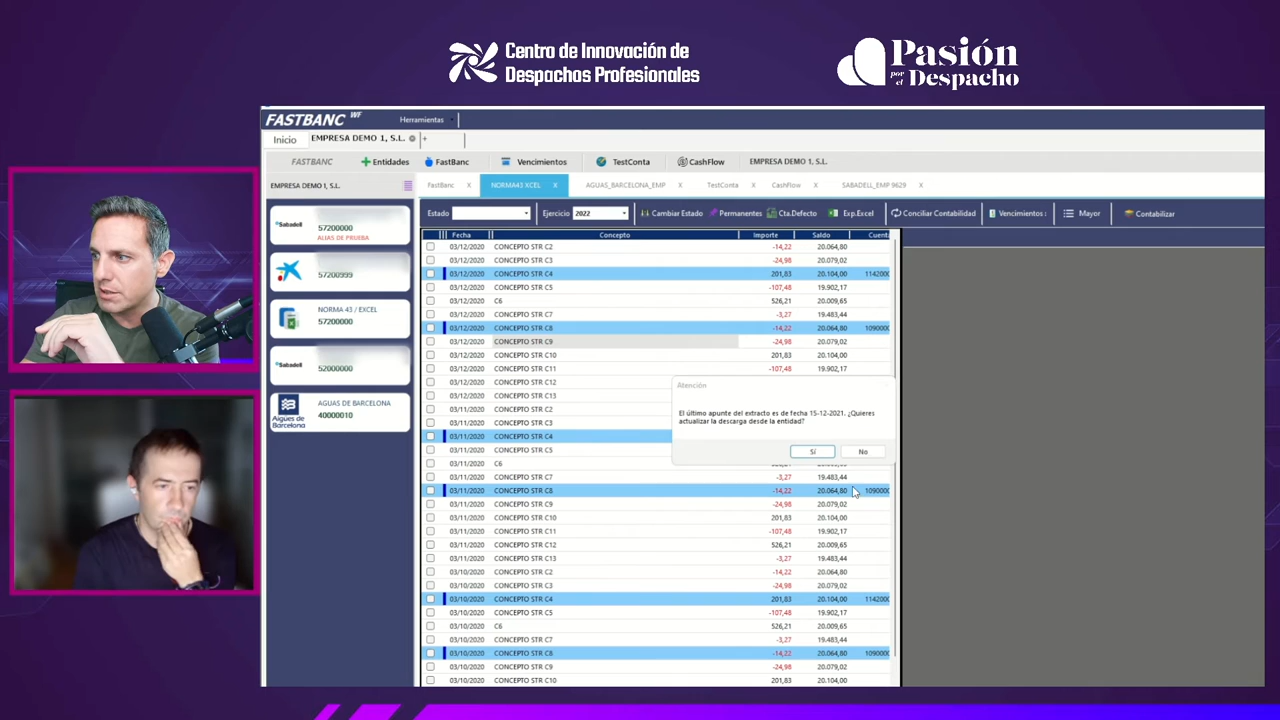 Centro de Innovación de
Despachos Profesionales
Pasión
por el Despacho
FASTBANC WF Herramientas
Inicio EMPRESA DEMO 1, S.L. +
FASTBANC Entidades FastBanc Vencimientos TestConta CashFlow EMPRESA DEMO 1, S.L.
EMPRESA DEMO 1, S.L.
FastBanc x NORMA43 XCEL x AGUAS_BARCELONA_EMP x TestConta x CashFlow x SABADELL_EMP 9629 x
Estado Ejercicio 2022 Cambiar Estado Permanentes Cta.Defecto Exp.Excel Conciliar Contabilidad Vencimientos: Mayor Contabilizar
Sabadell
57200000
ALIAS DE PRUEBA
57200999
NORMA 43 / EXCEL
57200000
Sabadell
52000000
AGUAS DE BARCELONA
40000010
Aigües de
Barcelona
Fecha Concepto Importe Saldo Cuent
03/12/2020 CONCEPTO STR C2 -14,22 20.064,80
03/12/2020 CONCEPTO STR C3 -24,98 20.079,02
03/12/2020 CONCEPTO STR C4 201,83 20.104,00 1142000
03/12/2020 CONCEPTO STR C5 -107,48 19.902,17
03/12/2020 C6 526,21 20.009,65
03/12/2020 CONCEPTO STR C7 -3,27 19.483,44
03/12/2020 CONCEPTO STR C8 -14,22 20.064,80 1090000
03/12/2020 CONCEPTO STR C9 -24,98 20.079,02
03/12/2020 CONCEPTO STR C10 201,83 20.104,00
03/12/2020 CONCEPTO STR C11 -107,48 19.902,17
03/12/2020 CONCEPTO STR C12
03/12/2020 CONCEPTO STR C13
03/11/2020 CONCEPTO STR C2
03/11/2020 CONCEPTO STR C3
03/11/2020 CONCEPTO STR C4
03/11/2020 CONCEPTO STR C5
03/11/2020 C6
Atención
El último apunte del extracto es de fecha 15-12-2021. ¿Quieres
actualizar la descarga desde la entidad?
Sí No
03/11/2020 CONCEPTO STR C7 -3,27 19.483,44
03/11/2020 CONCEPTO STR C8 -14,22 20.064,80 1090000
03/11/2020 CONCEPTO STR C9 -24,98 20.079,02
03/11/2020 CONCEPTO STR C10 201,83 20.104,00
03/11/2020 CONCEPTO STR C11 -107,48 19.902,17
03/11/2020 CONCEPTO STR C12 526,21 20.009,65
03/11/2020 CONCEPTO STR C13 -3,27 19.483,44
03/10/2020 CONCEPTO STR C2 -14,22 20.064,80
03/10/2020 CONCEPTO STR C3 -24,98 20.079,02
03/10/2020 CONCEPTO STR C4 201,83 20.104,00 1142000
03/10/2020 CONCEPTO STR C5 -107,48 19.902,17
03/10/2020 C6 526,21 20.009,65
03/10/2020 CONCEPTO STR C7 -3,27 19.483,44
03/10/2020 CONCEPTO STR C8 -14,22 20.064,80 1090000
03/10/2020 CONCEPTO STR C9 -24,98 20.079,02
03/10/2020 CONCEPTO STR C10 201,83 20.104,00